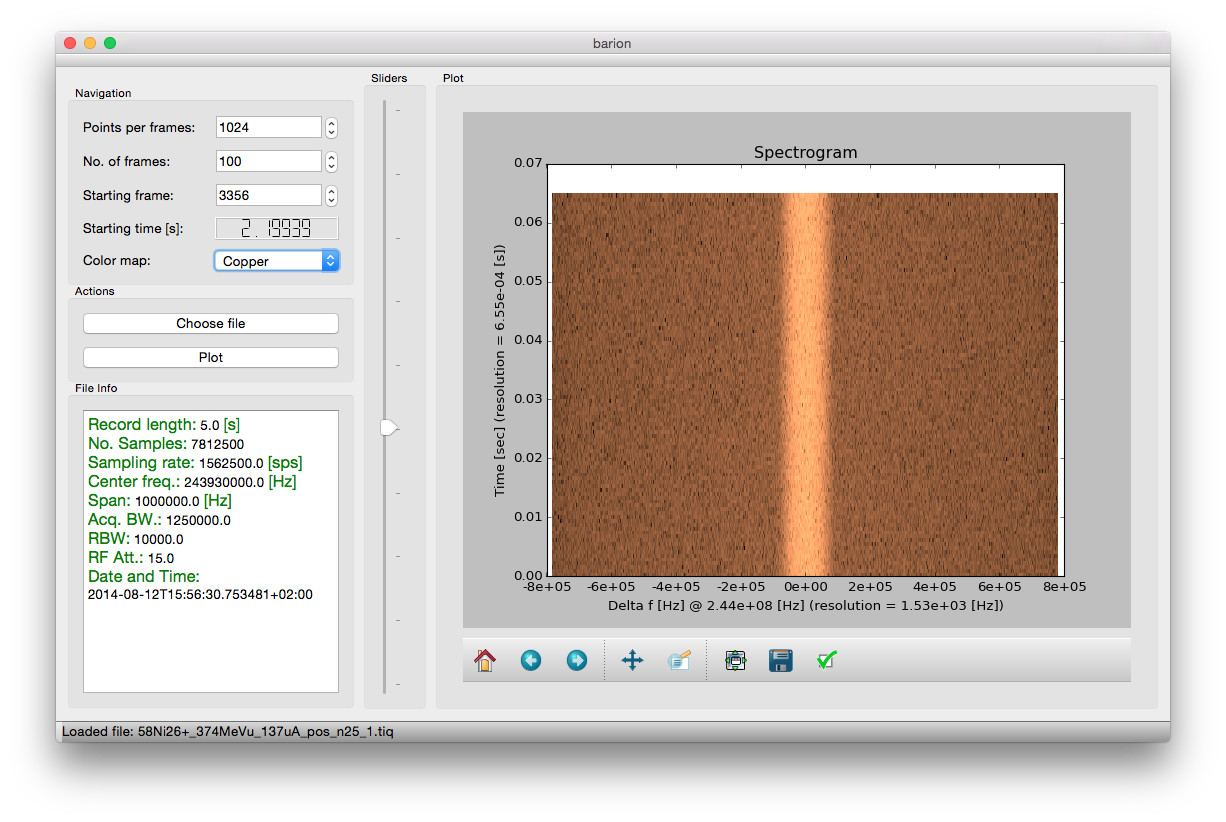 barion
Navigation
Points per frames: 1024
No. of frames: 100
Starting frame: 3356
Starting time [s]: 2.19939
Color map: Copper
Actions
Choose file
Plot
File Info
Record length: 5.0 [s]
No. Samples: 7812500
Sampling rate: 1562500.0 [sps]
Center freq.: 243930000.0 [Hz]
Span: 1000000.0 [Hz]
Acq. BW.: 1250000.0
RBW: 10000.0
RF Att.: 15.0
Date and Time:
2014-08-12T15:56:30.753481+02:00
Sliders
Plot
Spectrogram
Time [sec] (resolution = 6.55e-04 [s])
0.07
0.06
0.05
0.04
0.03
0.02
0.01
0.00
-8e+05 -6e+05 -4e+05 -2e+05 0e+00 2e+05 4e+05 6e+05 8e+05
Delta f [Hz] @ 2.44e+08 [Hz] (resolution = 1.53e+03 [Hz])
Loaded file: 58Ni26+_374MeVu_137uA_pos_n25_1.tiq